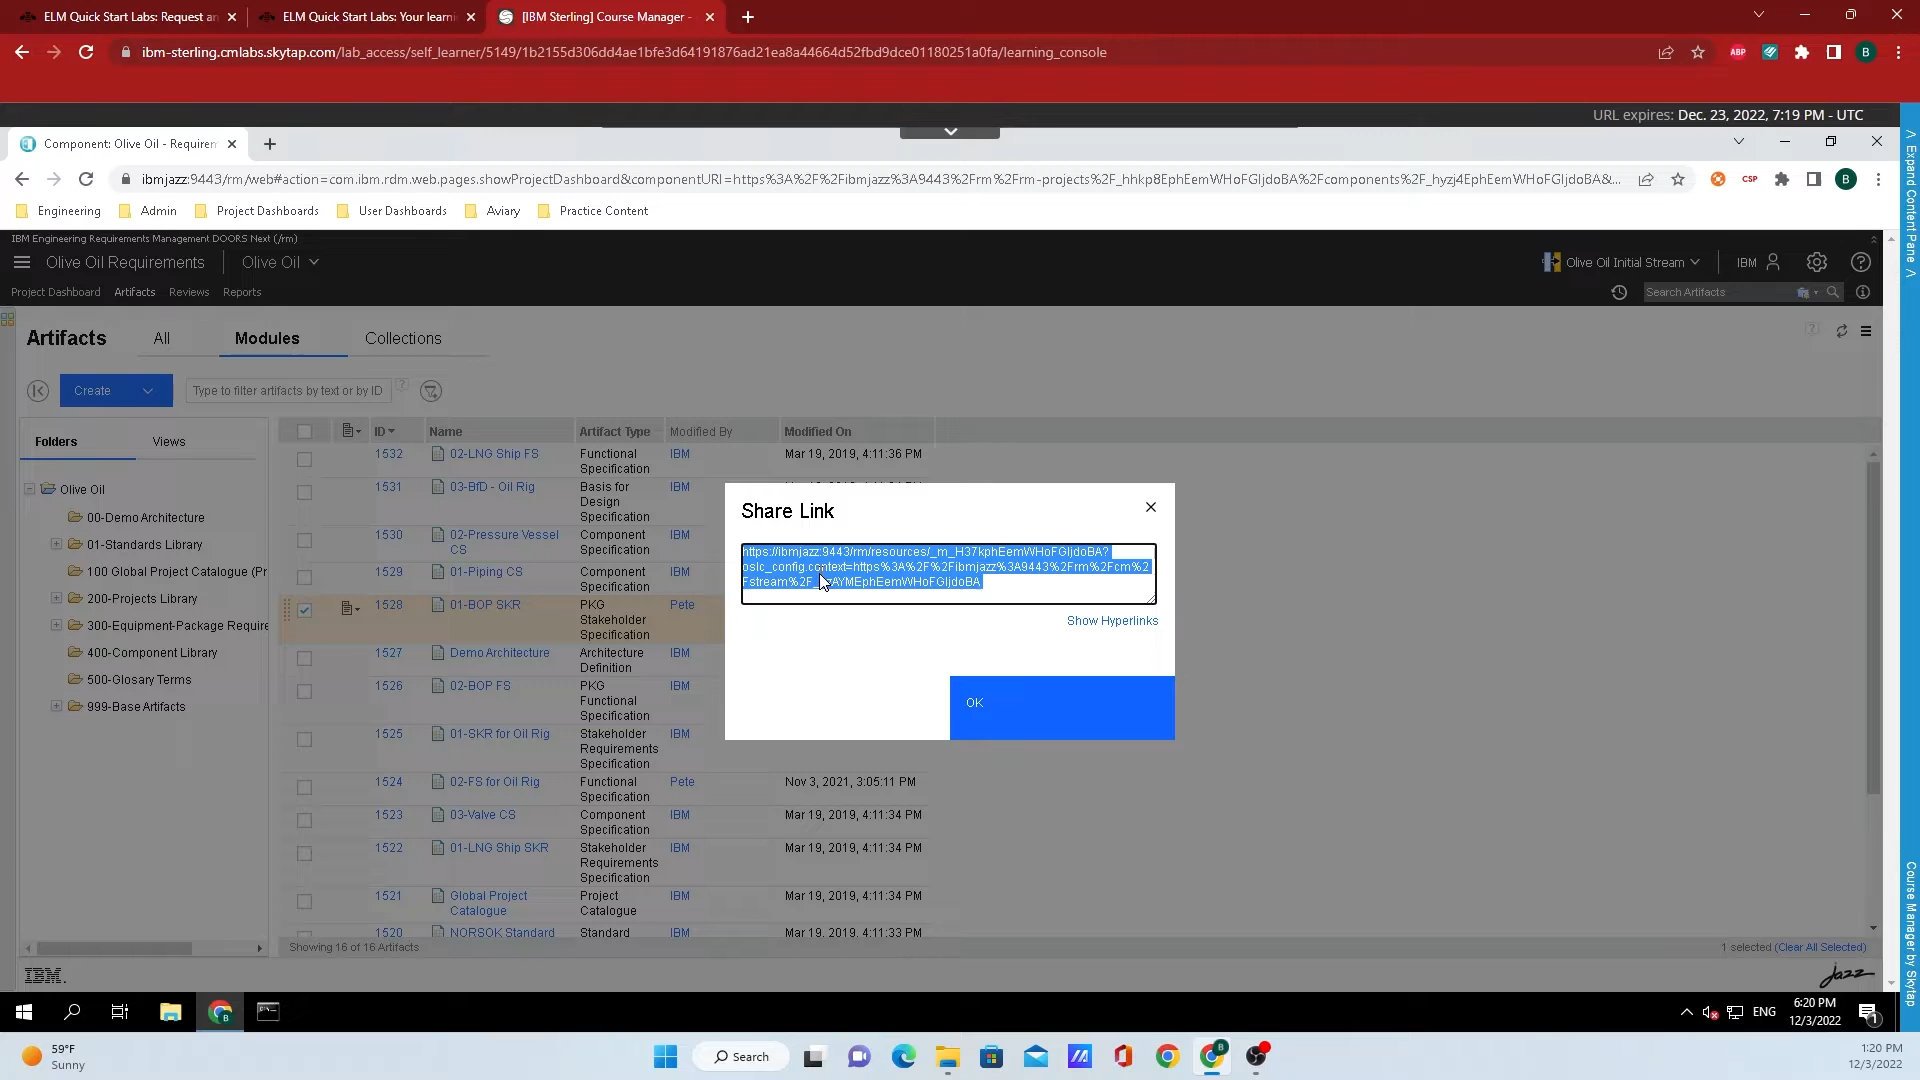 ELM Quick Start Labs: Request an
ELM Quick Start Labs: Your learni
[IBM Sterling] Course Manager -
ibm-sterling.cmlabs.skytap.com/lab_access/self_learner/5149/1b2155d306dd4ae1bfe3d64191876ad21ea8a44664d52fbd9dce01180251a0fa/learning_console
ABP
B
URL expires: Dec. 23, 2022, 7:19 PM - UTC
Component: Olive Oil - Requirem
ibmjazz:9443/rm/web#action=com.ibm.rdm.web.pages.showProjectDashboard&componentURI=https%3A%2F%2Fibmjazz%3A9443%2Frm%2Frm-projects%2F_hhkp8EphEemWHoFGIjdoBA%2Fcomponents%2F_hyzj4EphEemWHoFGIjdoBA&...
CSP
B
Engineering
Admin
Project Dashboards
User Dashboards
Aviary
Practice Content
IBM Engineering Requirements Management DOORS Next (/rm)
Olive Oil Requirements
Olive Oil
Olive Oil Initial Stream
IBM
Project Dashboard
Artifacts
Reviews
Reports
Search Artifacts
Artifacts
All
Modules
Collections
Create
Type to filter artifacts by text or by ID
Folders
Views
Olive Oil
00-Demo Architecture
01-Standards Library
100 Global Project Catalogue (Pr
200-Projects Library
300-Equipment-Package Require
400-Component Library
500-Glosary Terms
999-Base Artifacts
ID
Name
Artifact Type
Modified By
Modified On
1532
02-LNG Ship FS
Functional
Specification
IBM
Mar 19, 2019, 4:11:36 PM
1531
03-BfD - Oil Rig
Basis for
Design
Specification
IBM
1530
02-Pressure Vessel
CS
Component
Specification
IBM
1529
01-Piping CS
Component
Specification
IBM
1528
01-BOP SKR
PKG
Stakeholder
Specification
Pete
1527
Demo Architecture
Architecture
Definition
IBM
1526
02-BOP FS
PKG
Functional
Specification
IBM
1525
01-SKR for Oil Rig
Stakeholder
Requirements
Specification
IBM
1524
02-FS for Oil Rig
Functional
Specification
Pete
Nov 3, 2021, 3:05:11 PM
1523
03-Valve CS
Component
Specification
IBM
Mar 19, 2019, 4:11:34 PM
1522
01-LNG Ship SKR
Stakeholder
Requirements
Specification
IBM
Mar 19, 2019, 4:11:34 PM
1521
Global Project
Catalogue
Project
Catalogue
IBM
Mar 19, 2019, 4:11:34 PM
1520
NORSOK Standard
Standard
IBM
Mar 19, 2019, 4:11:33 PM
Showing 16 of 16 Artifacts
1 selected (Clear All Selected)
Share Link
https://ibmjazz:9443/rm/resources/_m_H37kphEemWHoFGIjdoBA?
oslc_config.context=https%3A%2F%2Fibmjazz%3A9443%2Frm%2Fcm%2
Show Hyperlinks
OK
IBM.
Jazz
< Expand Content Pane <
Course Manager by Skytap
ENG
6:20 PM
12/3/2022
1
59°F
Sunny
Search
B
1:20 PM
12/3/2022